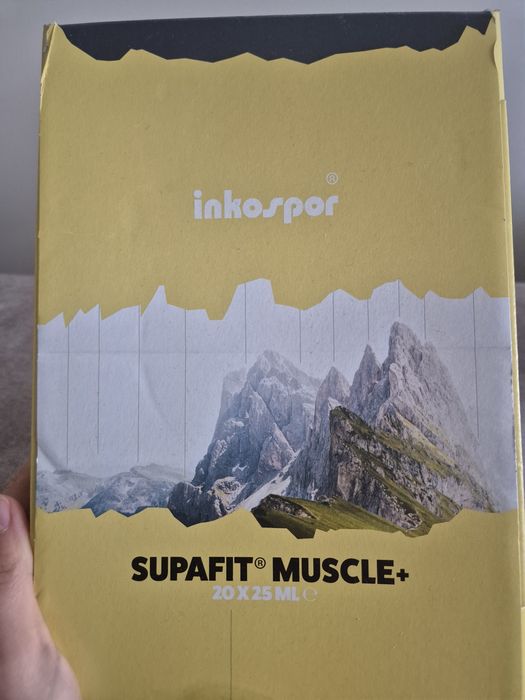 inkospor®
SUPAFIT® MUSCLE+
20 X 25 ML ℮